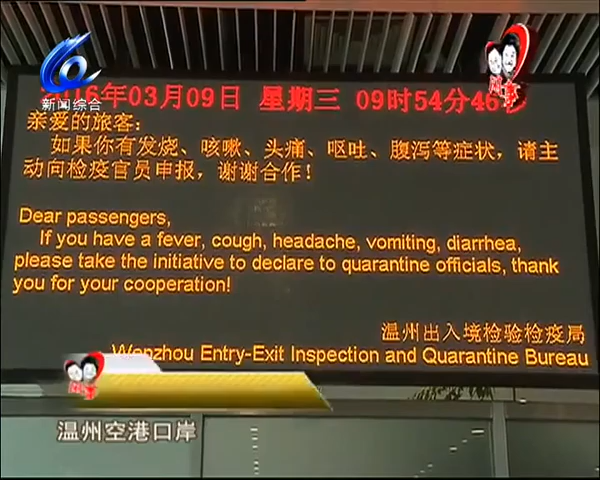 2016年03月09日 星期三 09时54分46秒
新闻综合
亲爱的旅客:
如果你有发烧、咳嗽、头痛、呕吐、腹泻等症状，请主
动向检疫官员申报，谢谢合作!
Dear passengers,
If you have a fever, cough, headache, vomiting, diarrhea,
please take the initiative to declare to quarantine officials, thank
you for your cooperation!
温州出入境检验检疫局
Wenzhou Entry-Exit Inspection and Quarantine Bureau
温州空港口岸